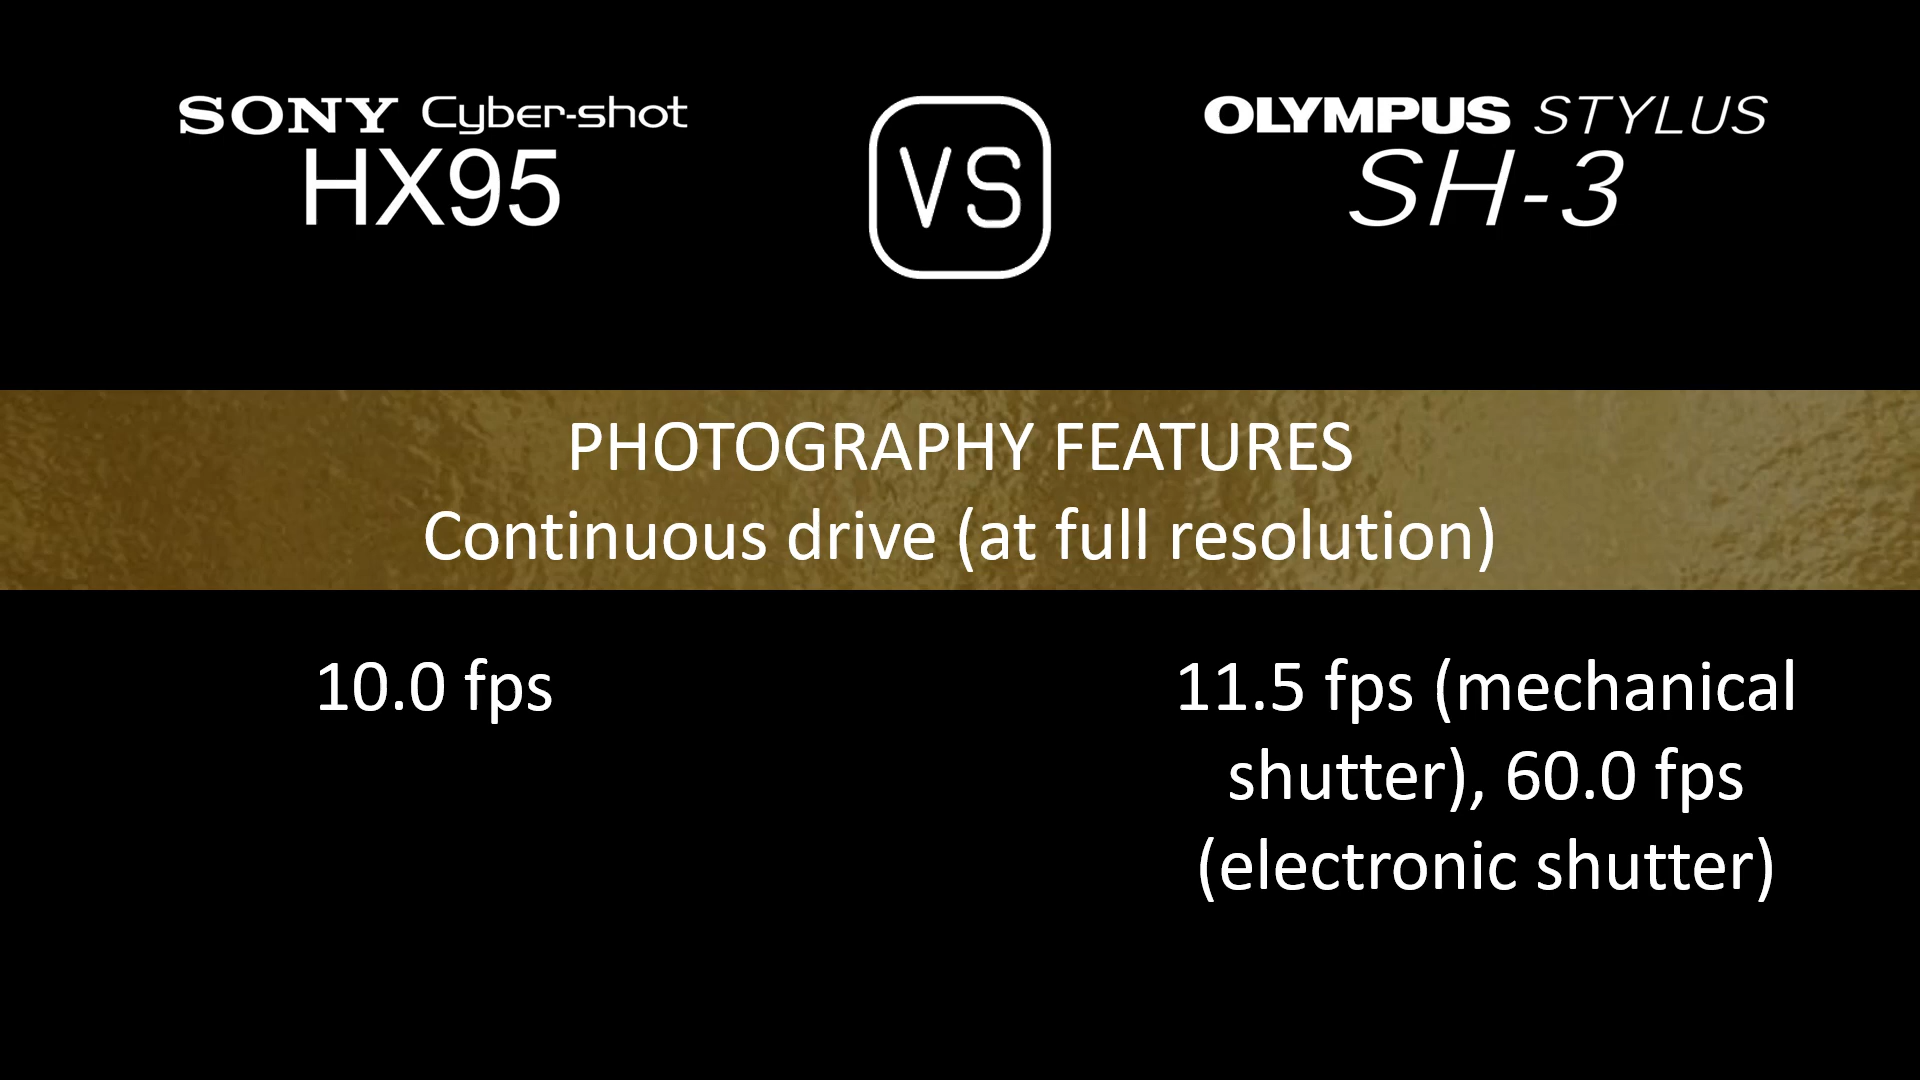 SONY Cyber-shot
HX95
VS
OLYMPUS STYLUS
SH-3
PHOTOGRAPHY FEATURES
Continuous drive (at full resolution)
10.0 fps
11.5 fps (mechanical
shutter), 60.0 fps
(electronic shutter)